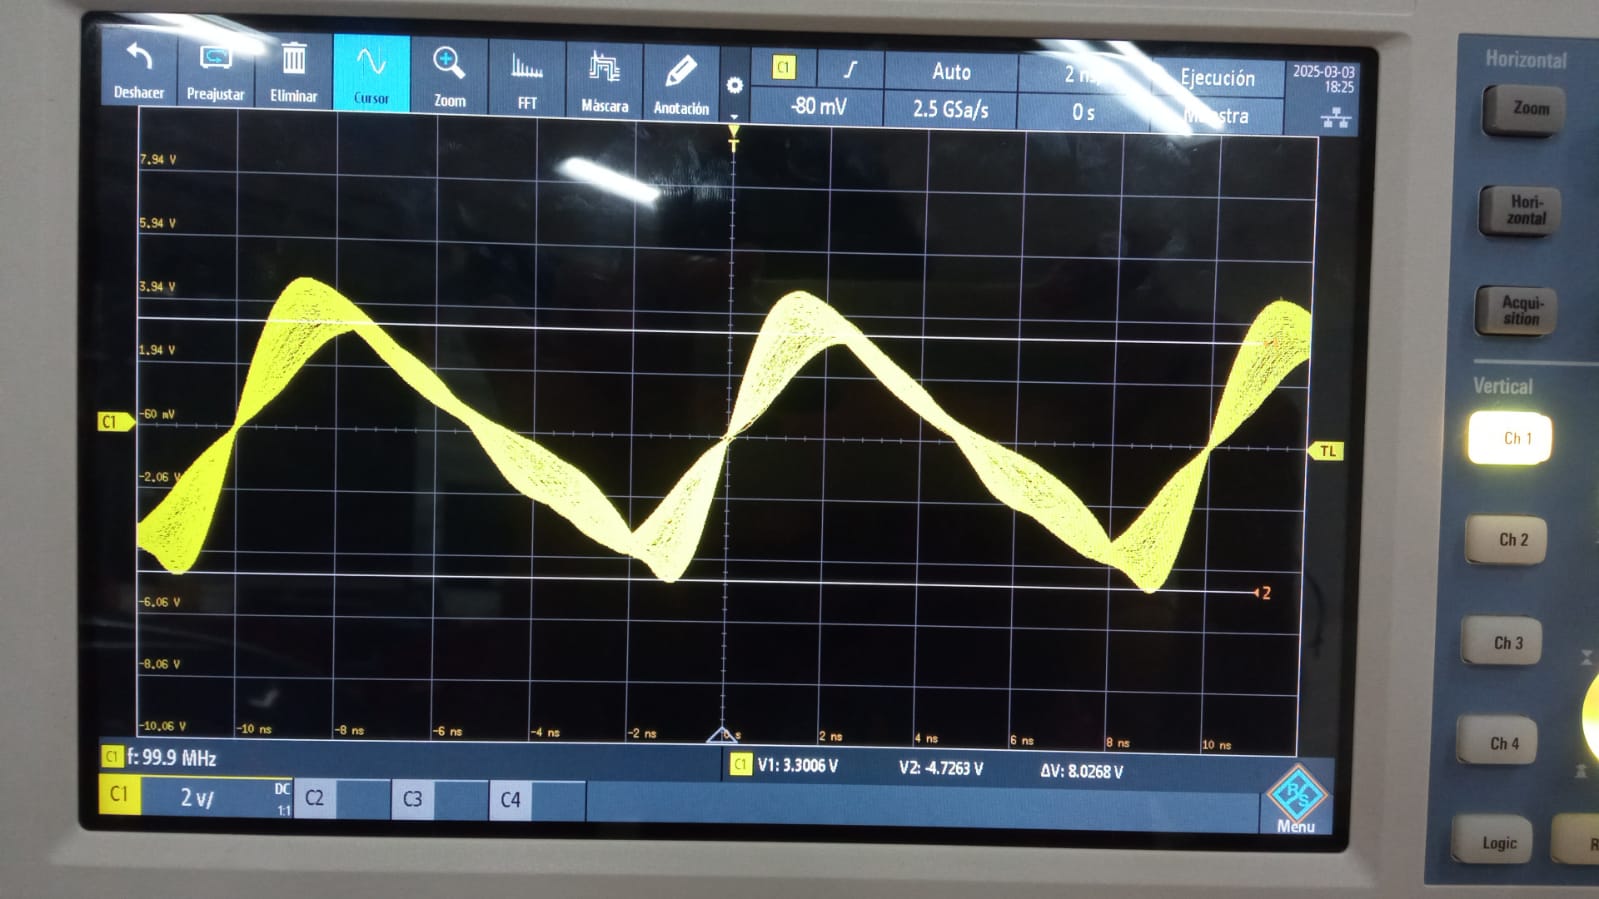 Deshacer
Preajustar
Eliminar
Cursor
Zoom
FFT
Máscara
Anotación
C1
Auto
2
Ejecución
-80 mV
2.5 GSa/s
0 s
2025-03-03
18:25
T
7.94 V
5.94 V
3.94 V
1.94 V
-60 mV
-2.06 V
-6.06 V
-8.06 V
-10.06 V
C1
TL
2
-10 ns
-8 ns
-6 ns
-4 ns
-2 ns
0 s
2 ns
4 ns
6 ns
8 ns
10 ns
C1 f: 99.9 MHz
C1 V1: 3.3006 V V2: -4.7263 V ΔV: 8.0268 V
C1 2 V/ DC 1:1
C2
C3
C4
R S
Menu
Horizontal
Zoom
Hori-
zontal
Acqui-
sition
Vertical
Ch 1
Ch 2
Ch 3
Ch 4
Logic
R